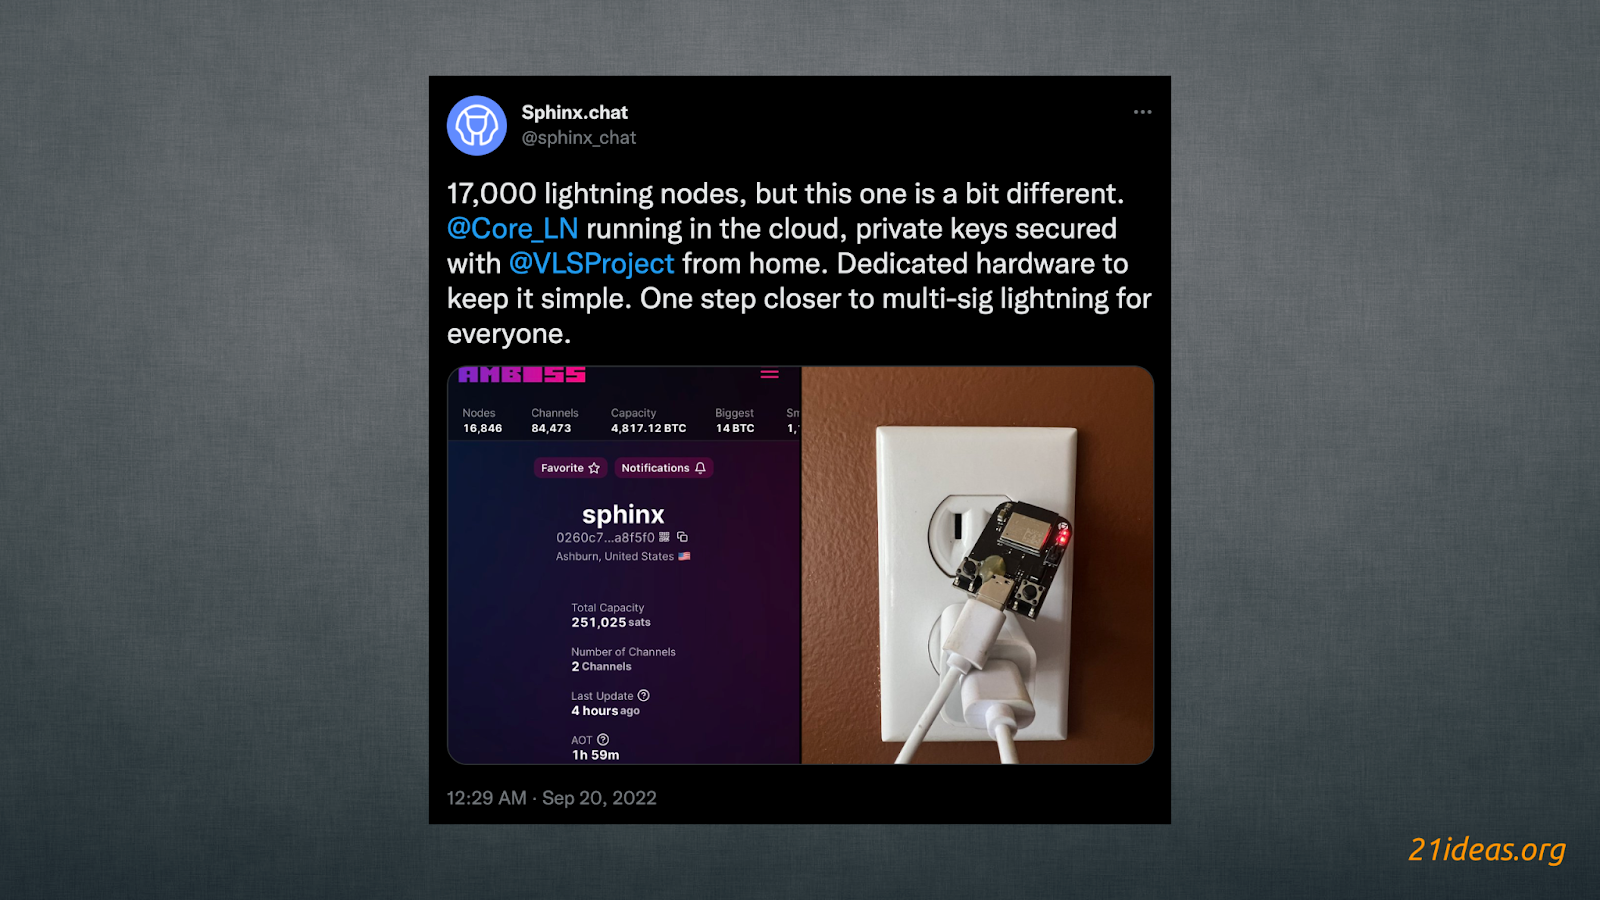 Sphinx.chat
@sphinx_chat
17,000 lightning nodes, but this one is a bit different.
@Core_LN running in the cloud, private keys secured
with @VLSProject from home. Dedicated hardware to
keep it simple. One step closer to multi-sig lightning for
everyone.
AMBOSS
Nodes Channels Capacity Biggest Sm
16,846 84,473 4,817.12 BTC 14 BTC 1,
Favorite Notifications
sphinx
0260c7...a8f5f0
Ashburn, United States
Total Capacity
251,025 sats
Number of Channels
2 Channels
Last Update
4 hours ago
AOT
1h 59m
12:29 AM · Sep 20, 2022
21ideas.org